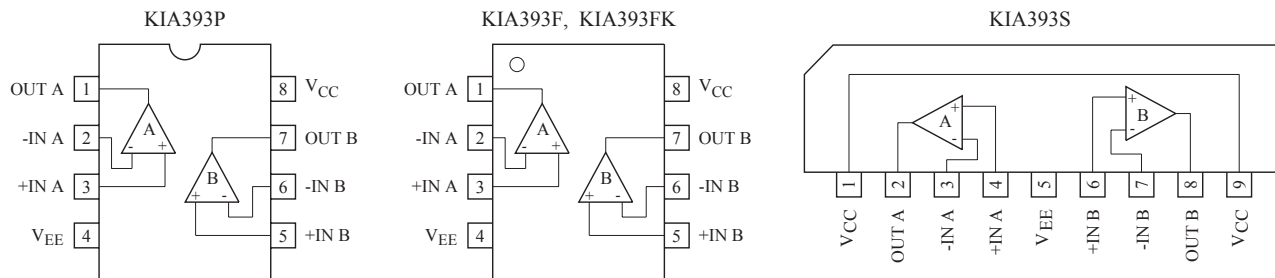 KIA393P
OUT A 1
-IN A 2
+IN A 3
VEE 4
8 VCC
7 OUT B
6 -IN B
5 +IN B
A
- +
B
+ -
KIA393F, KIA393FK
OUT A 1
-IN A 2
+IN A 3
VEE 4
8 VCC
7 OUT B
6 -IN B
5 +IN B
A
- +
B
+ -
KIA393S
A
+
-
B
+
-
1 2 3 4 5 6 7 8 9
VCC
OUT A
-IN A
+IN A
VEE
+IN B
-IN B
OUT B
VCC